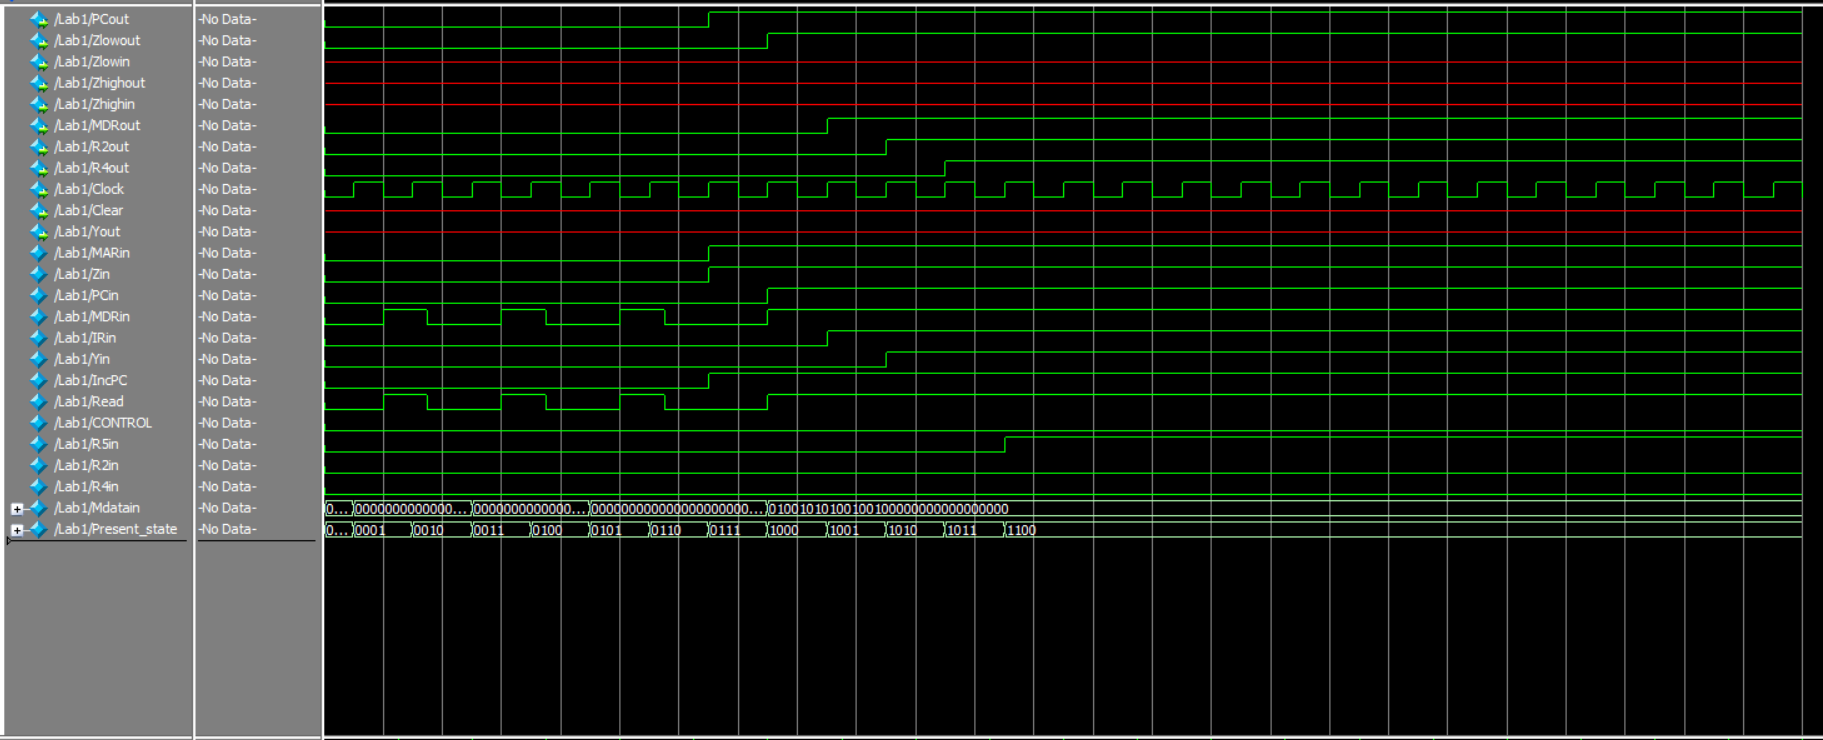 /Lab1/PCout -No Data-
/Lab1/Zlowout -No Data-
/Lab1/Zlowin -No Data-
/Lab1/Zhighout -No Data-
/Lab1/Zhighin -No Data-
/Lab1/MDRout -No Data-
/Lab1/R2out -No Data-
/Lab1/R4out -No Data-
/Lab1/Clock -No Data-
/Lab1/Clear -No Data-
/Lab1/Yout -No Data-
/Lab1/MARin -No Data-
/Lab1/Zin -No Data-
/Lab1/PCin -No Data-
/Lab1/MDRin -No Data-
/Lab1/IRin -No Data-
/Lab1/Yin -No Data-
/Lab1/IncPC -No Data-
/Lab1/Read -No Data-
/Lab1/CONTROL -No Data-
/Lab1/R5in -No Data-
/Lab1/R2in -No Data-
/Lab1/R4in -No Data-
/Lab1/Mdatain -No Data- 0... 0000000000000... 0000000000000... 000000000000000000000... 01001010100100100000000000000000
/Lab1/Present_state -No Data- 0... 0001 0010 0011 0100 0101 0110 0111 1000 1001 1010 1011 1100